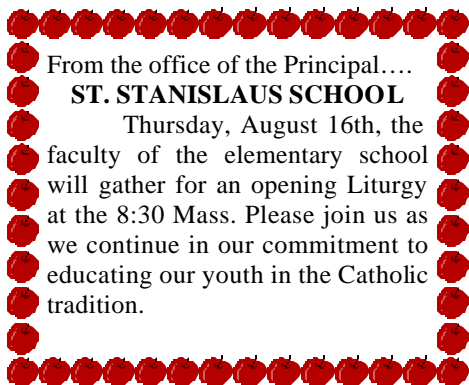 From the office of the Principal….
ST. STANISLAUS SCHOOL
Thursday, August 16th, the
faculty of the elementary school
will gather for an opening Liturgy
at the 8:30 Mass. Please join us as
we continue in our commitment to
educating our youth in the Catholic
tradition.